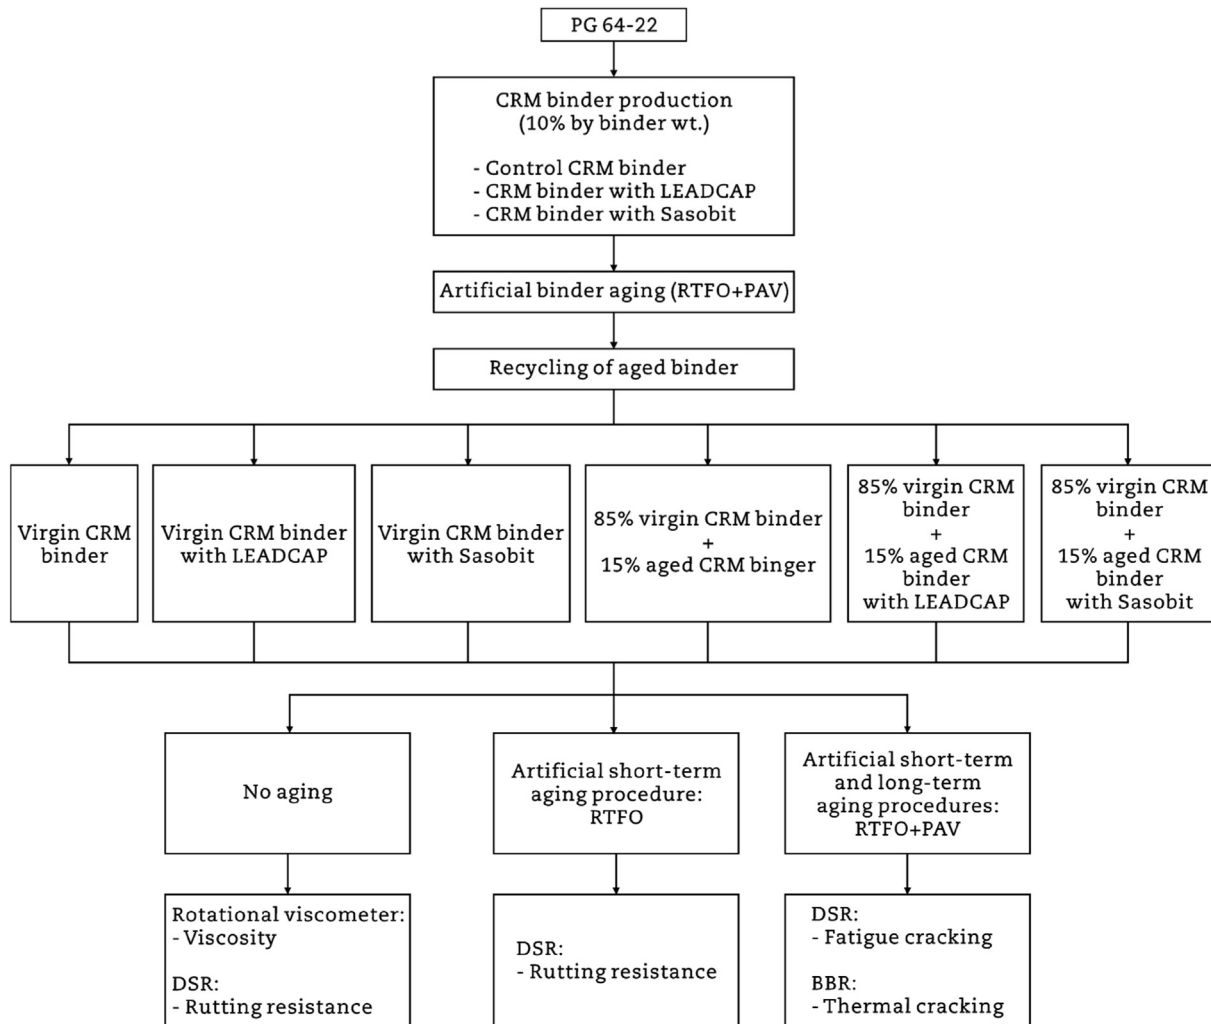 PG 64-22
CRM binder production
(10% by binder wt.)
- Control CRM binder
- CRM binder with LEADCAP
- CRM binder with Sasobit
Artificial binder aging (RTFO+PAV)
Recycling of aged binder
Virgin CRM
binder
Virgin CRM binder
with LEADCAP
Virgin CRM binder
with Sasobit
85% virgin CRM binder
+
15% aged CRM binger
85% virgin CRM
binder
+
15% aged CRM
binder
with LEADCAP
85% virgin CRM
binder
+
15% aged CRM
binder
with Sasobit
No aging
Artificial short-term
aging procedure:
RTFO
Artificial short-term
and long-term
aging procedures:
RTFO+PAV
Rotational viscometer:
- Viscosity
DSR:
- Rutting resistance
DSR:
- Rutting resistance
DSR:
- Fatigue cracking
BBR:
- Thermal cracking